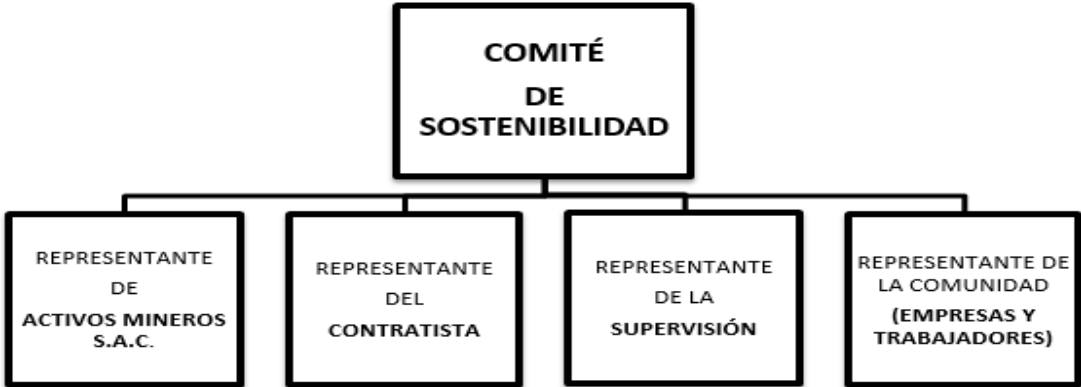 COMITÉ
DE
SOSTENIBILIDAD
REPRESENTANTE
DE
ACTIVOS MINEROS
S.A.C.
REPRESENTANTE
DEL
CONTRATISTA
REPRESENTANTE
DE LA
SUPERVISIÓN
REPRESENTANTE DE
LA COMUNIDAD
(EMPRESAS Y
TRABAJADORES)